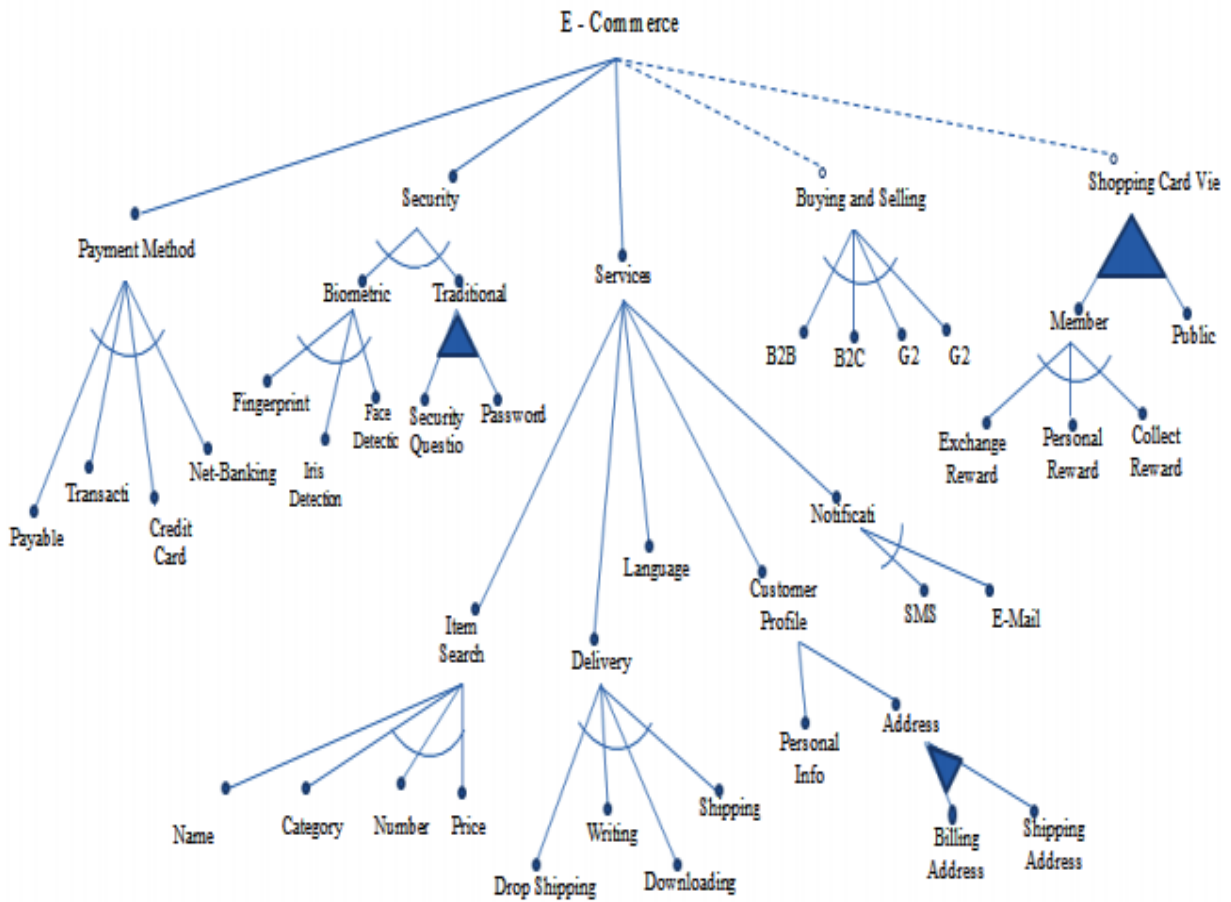 E - Commerce
Security
Shopping Card Vie
Buying and Selling
Payment Method
Services
Biometric
Traditional
Member
Public
B2B
B2C
G2
G2
Fingerprint
Face
Detectic
Security
Questio
Password
Iris
Detection
Exchange
Reward
Personal
Reward
Collect
Reward
Net-Banking
Transacti
Payable
Credit
Card
Notificati
Language
Customer
Profile
SMS
E-Mail
Item
Search
Delivery
Personal
Info
Address
Name
Category
Number
Price
Writing
Shipping
Drop Shipping
Downloading
Billing
Address
Shipping
Address